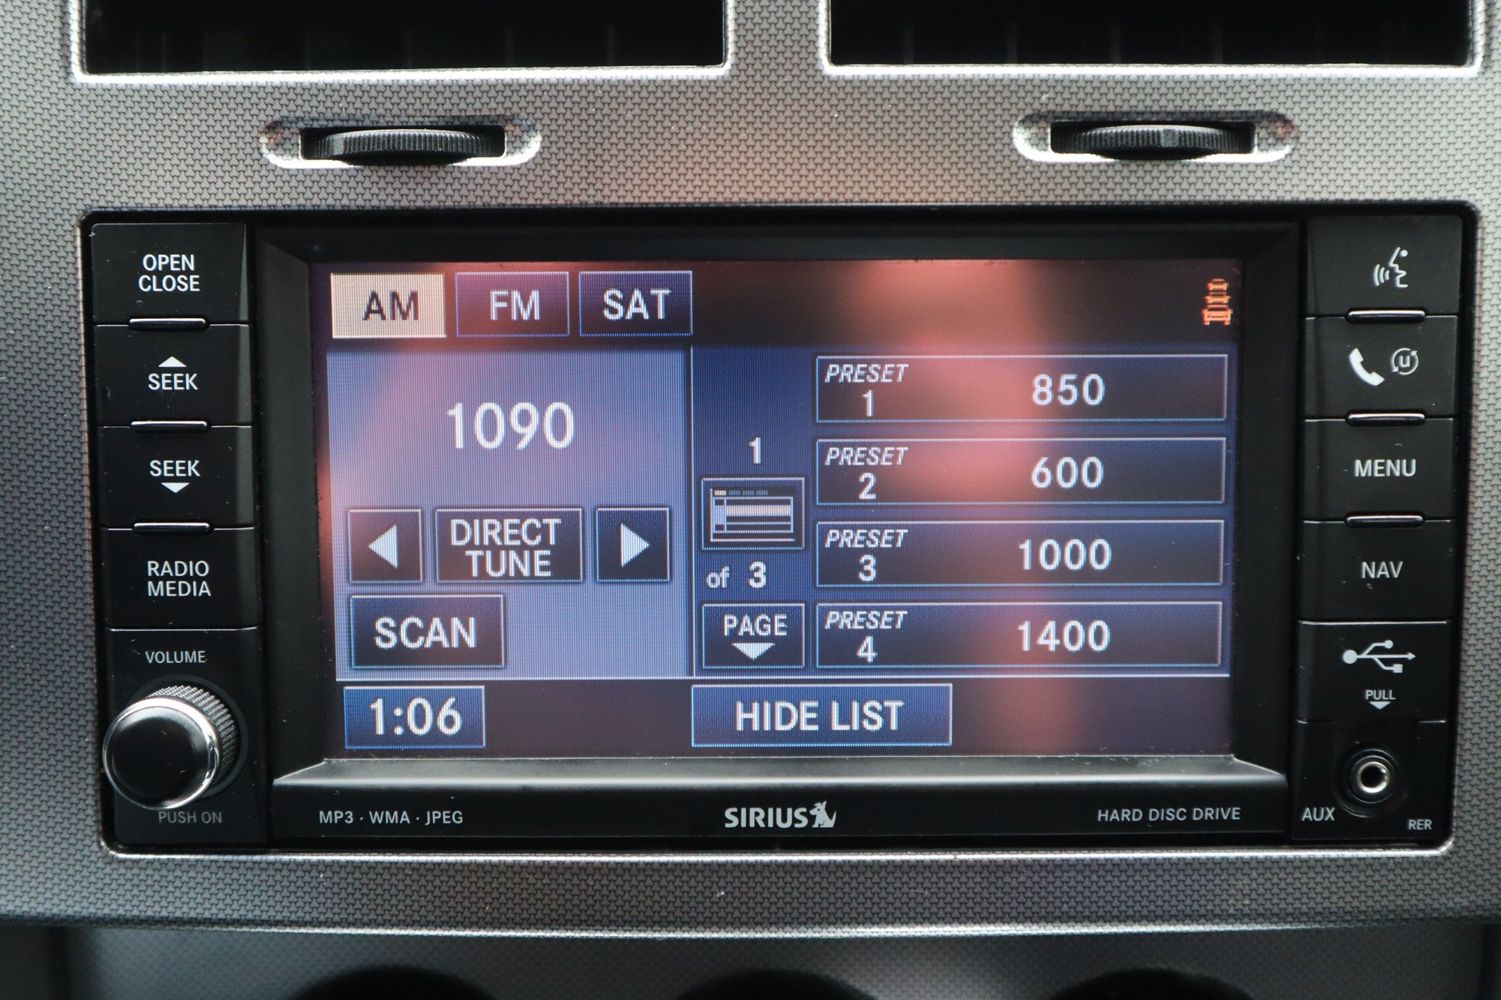 OPEN
CLOSE
SEEK
SEEK
RADIO
MEDIA
VOLUME
PUSH ON
AM FM SAT
1090
DIRECT
TUNE
SCAN
1:06
1
of 3
PAGE
PRESET
1
850
PRESET
2
600
PRESET
3
1000
PRESET
4
1400
HIDE LIST
MP3 · WMA · JPEG
SIRIUS
HARD DISC DRIVE
u
MENU
NAV
PULL
AUX
RER